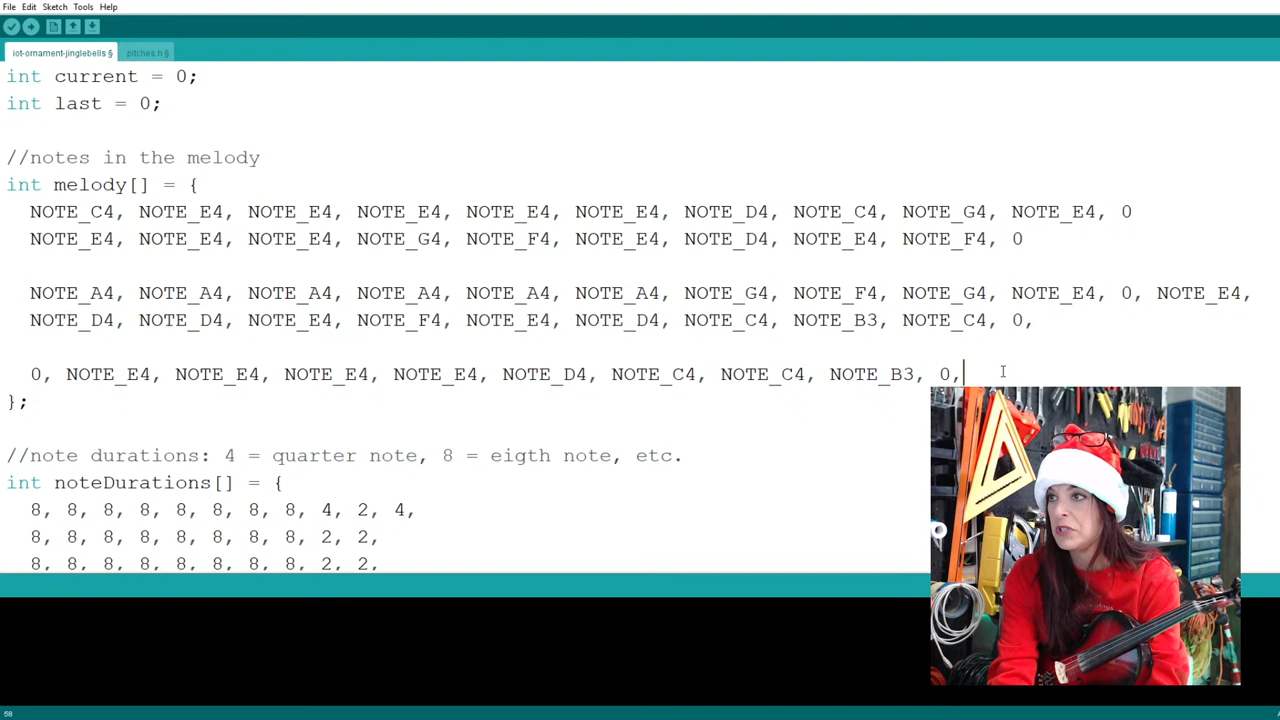 File Edit Sketch Tools Help
iot-ornament-jinglebells § pitches.h §
int current = 0;
int last = 0;
//notes in the melody
int melody[] = {
NOTE_C4, NOTE_E4, NOTE_E4, NOTE_E4, NOTE_E4, NOTE_E4, NOTE_D4, NOTE_C4, NOTE_G4, NOTE_E4, 0
NOTE_E4, NOTE_E4, NOTE_E4, NOTE_G4, NOTE_F4, NOTE_E4, NOTE_D4, NOTE_E4, NOTE_F4, 0
NOTE_A4, NOTE_A4, NOTE_A4, NOTE_A4, NOTE_A4, NOTE_A4, NOTE_G4, NOTE_F4, NOTE_G4, NOTE_E4, 0, NOTE_E4,
NOTE_D4, NOTE_D4, NOTE_E4, NOTE_F4, NOTE_E4, NOTE_D4, NOTE_C4, NOTE_B3, NOTE_C4, 0,
0, NOTE_E4, NOTE_E4, NOTE_E4, NOTE_E4, NOTE_D4, NOTE_C4, NOTE_C4, NOTE_B3, 0,
};
//note durations: 4 = quarter note, 8 = eigth note, etc.
int noteDurations[] = {
8, 8, 8, 8, 8, 8, 8, 8, 4, 2, 4,
8, 8, 8, 8, 8, 8, 8, 8, 2, 2,
8, 8, 8, 8, 8, 8, 8, 8, 2, 2,
58